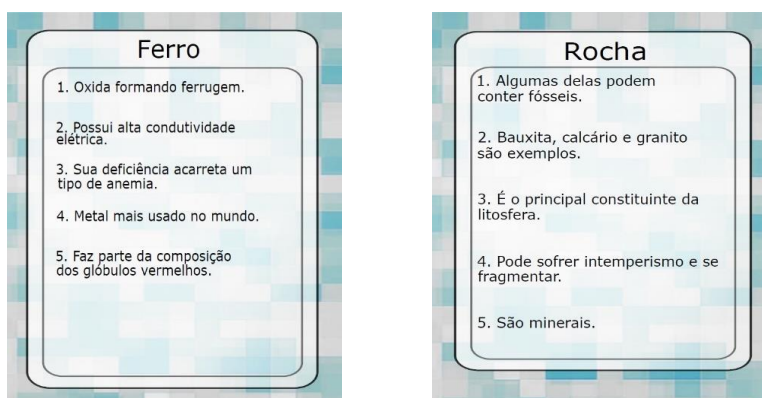 Ferro
1. Oxida formando ferrugem.
2. Possui alta condutividade
elétrica.
3. Sua deficiência acarreta um
tipo de anemia.
4. Metal mais usado no mundo.
5. Faz parte da composição
dos glóbulos vermelhos.
Rocha
1. Algumas delas podem
conter fósseis.
2. Bauxita, calcário e granito
são exemplos.
3. É o principal constituinte da
litosfera.
4. Pode sofrer intemperismo e se
fragmentar.
5. São minerais.